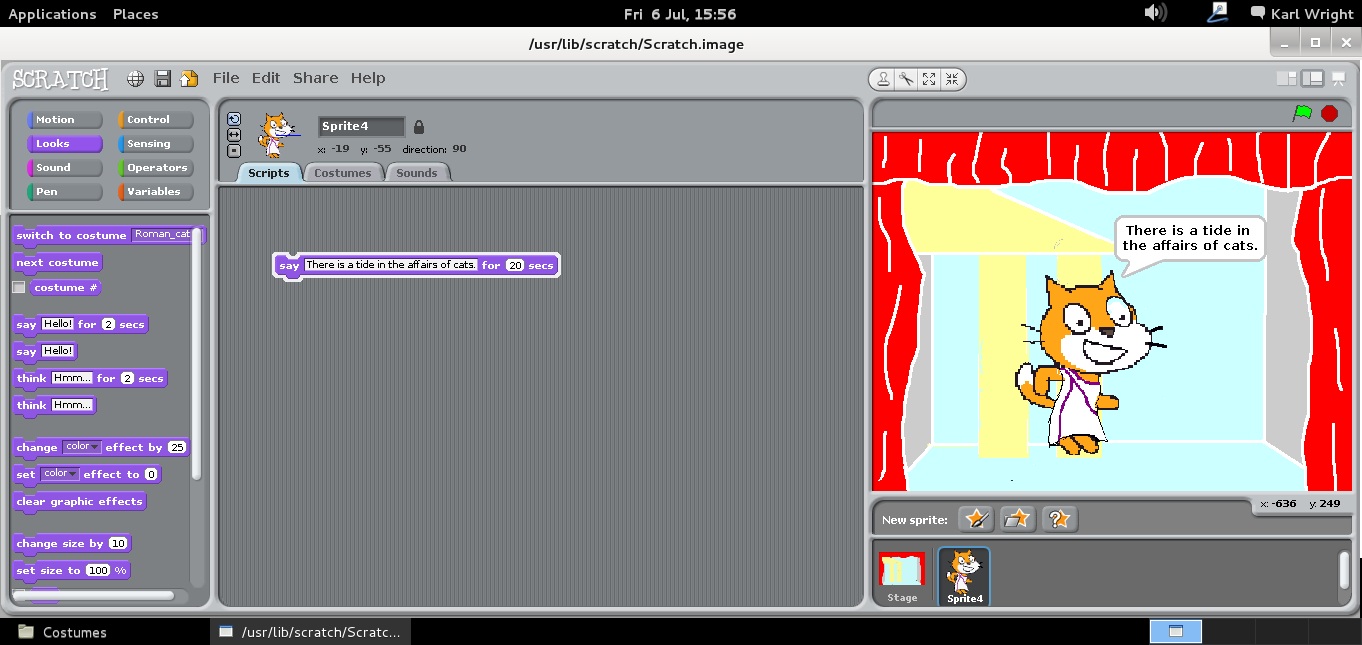 Applications Places Fri 6 Jul, 15:56 Karl Wright
/usr/lib/scratch/Scratch.image
SCRATCH File Edit Share Help
Motion Control
Looks Sensing
Sound Operators
Pen Variables
switch to costume Roman_cat
next costume
costume #
say Hello! for 2 secs
say Hello!
think Hmm... for 2 secs
think Hmm...
change color effect by 25
set color effect to 0
clear graphic effects
change size by 10
set size to 100 %
Sprite4
x: -19 y: -55 direction: 90
Scripts Costumes Sounds
say There is a tide in the affairs of cats. for 20 secs
There is a tide in
the affairs of cats.
x: -636 y: 249
New sprite:
Stage Sprite4
Costumes /usr/lib/scratch/Scratc...